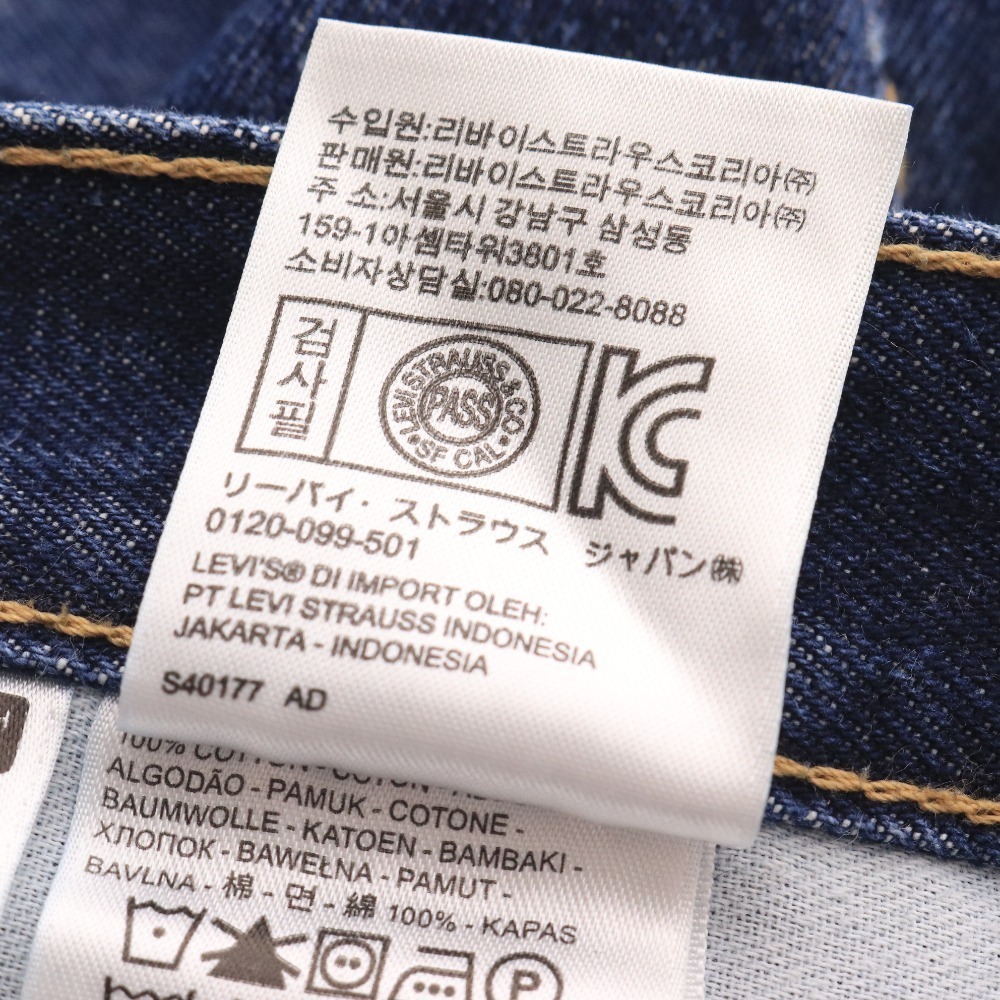 수입원:리바이스트라우스코리아㈜
판매원:리바이스트라우스코리아㈜
주 소:서울시 강남구 삼성동
159-1아셈타워3801호
소비자상담실:080-022-8088
검사필
LEVI STRAUSS & CO
PASS
•SF CAL•
KC
リーバイ・ストラウス ジャパン㈱
0120-099-501
LEVI'S® DI IMPORT OLEH:
PT LEVI STRAUSS INDONESIA
JAKARTA - INDONESIA
S40177 AD
100% COTTON -
ALGODÃO - PAMUK - COTONE -
BAUMWOLLE - KATOEN - BAMBAKI -
ХЛОПОК - BAWEŁNA - PAMUT -
BAVLNA - 棉 - 면 - 綿 100% - KAPAS
P